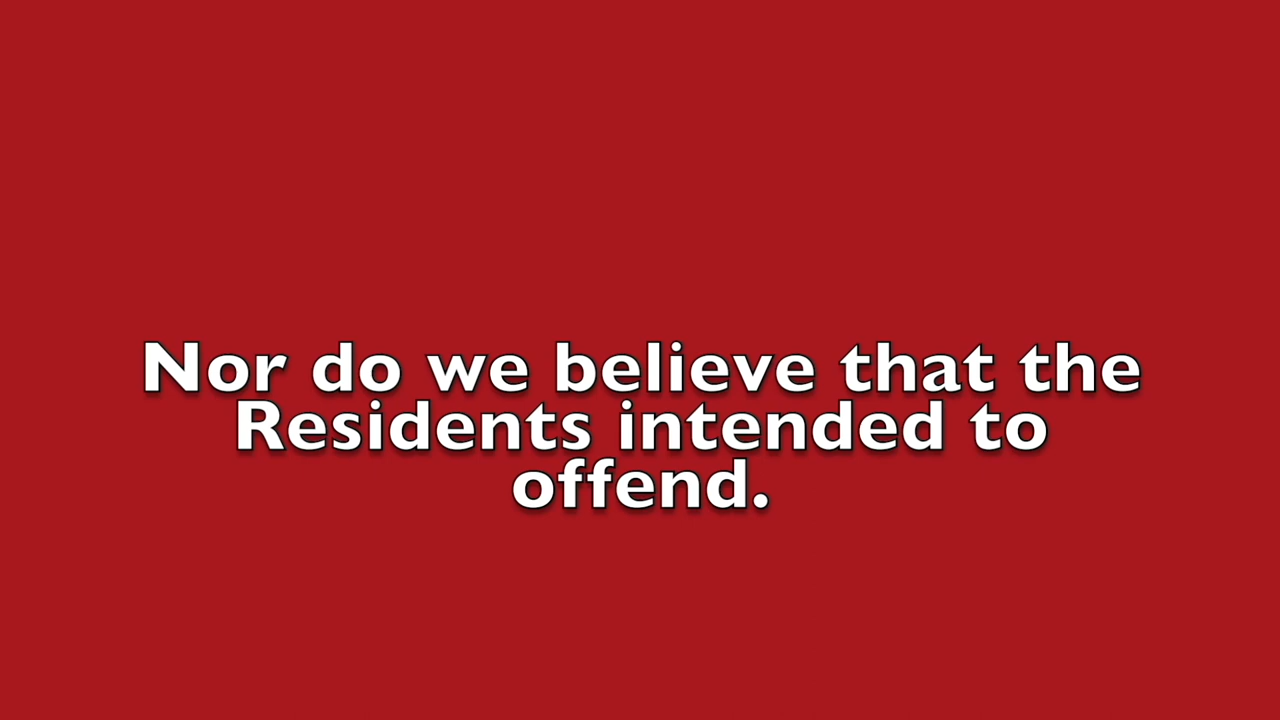 Nor do we believe that the
Residents intended to
offend.